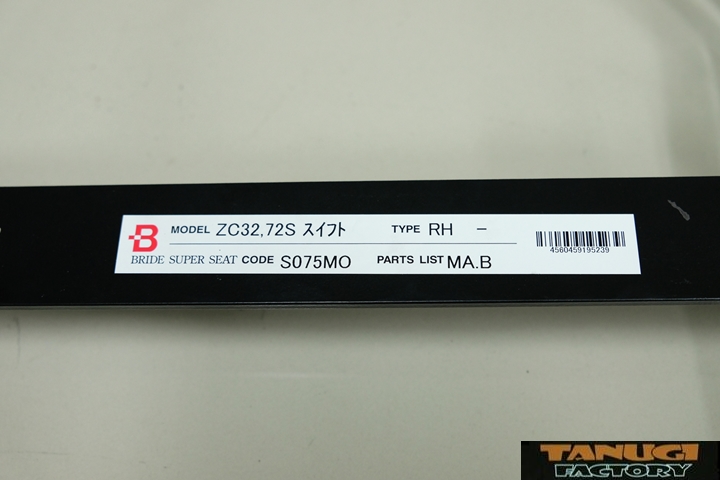 B MODEL ZC32,72S スイフト TYPE RH -
BRIDE SUPER SEAT CODE S075MO PARTS LIST MA.B
4560459195239
TANUGI
FACTORY